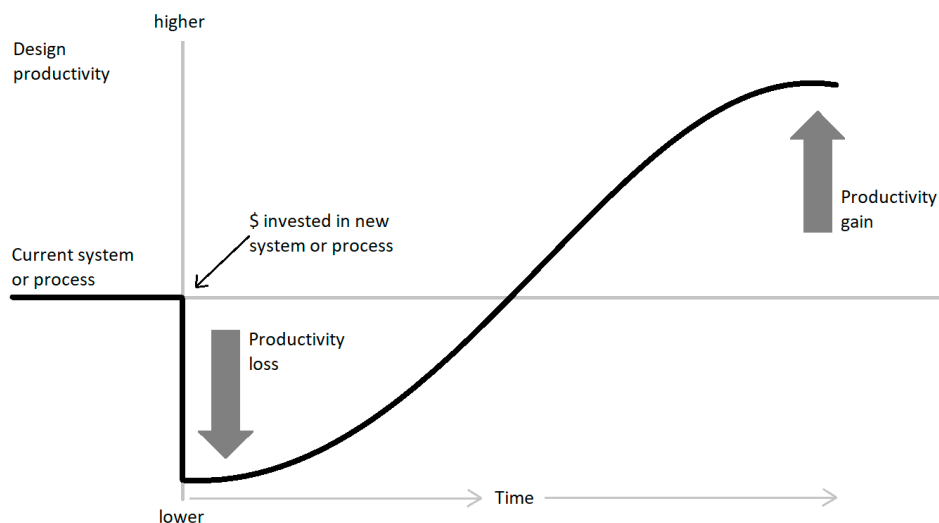 higher
Design
productivity
$ invested in new
system or process
Productivity
gain
Current system
or process
Productivity
loss
Time
lower